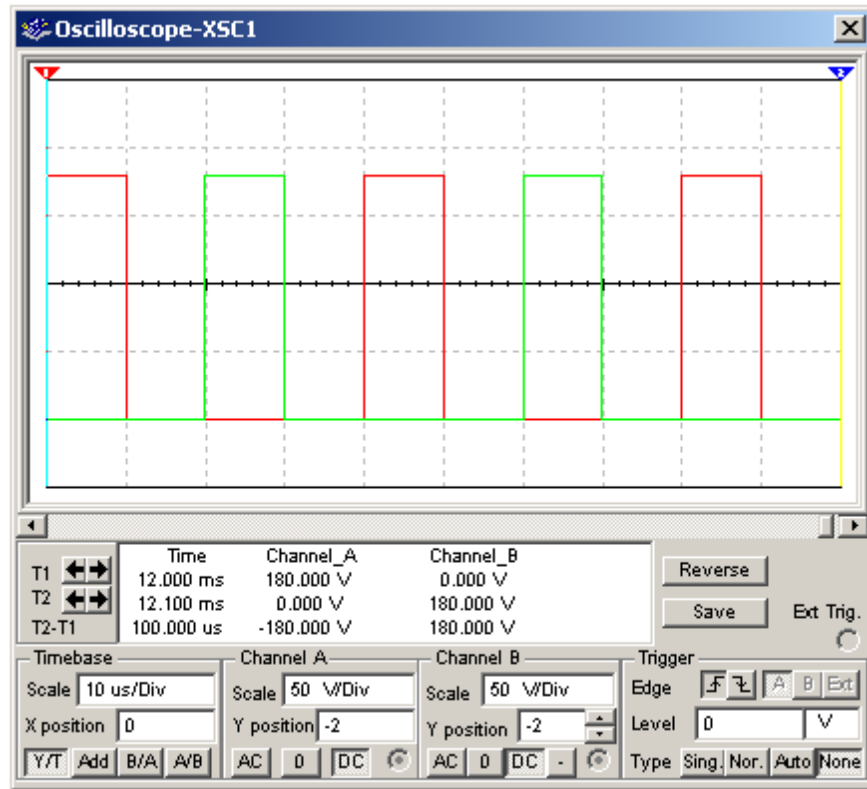 Oscilloscope-XSC1
1
2
Time Channel_A Channel_B
T1 12.000 ms 180.000 V 0.000 V
T2 12.100 ms 0.000 V 180.000 V
T2-T1 100.000 us -180.000 V 180.000 V
Reverse
Save
Ext Trig.
Timebase
Scale 10 us/Div
X position 0
Y/T Add B/A A/B
Channel A
Scale 50 V/Div
Y position -2
AC 0 DC
Channel B
Scale 50 V/Div
Y position -2
AC 0 DC -
Trigger
Edge A B Ext
Level 0 V
Type Sing. Nor. Auto None